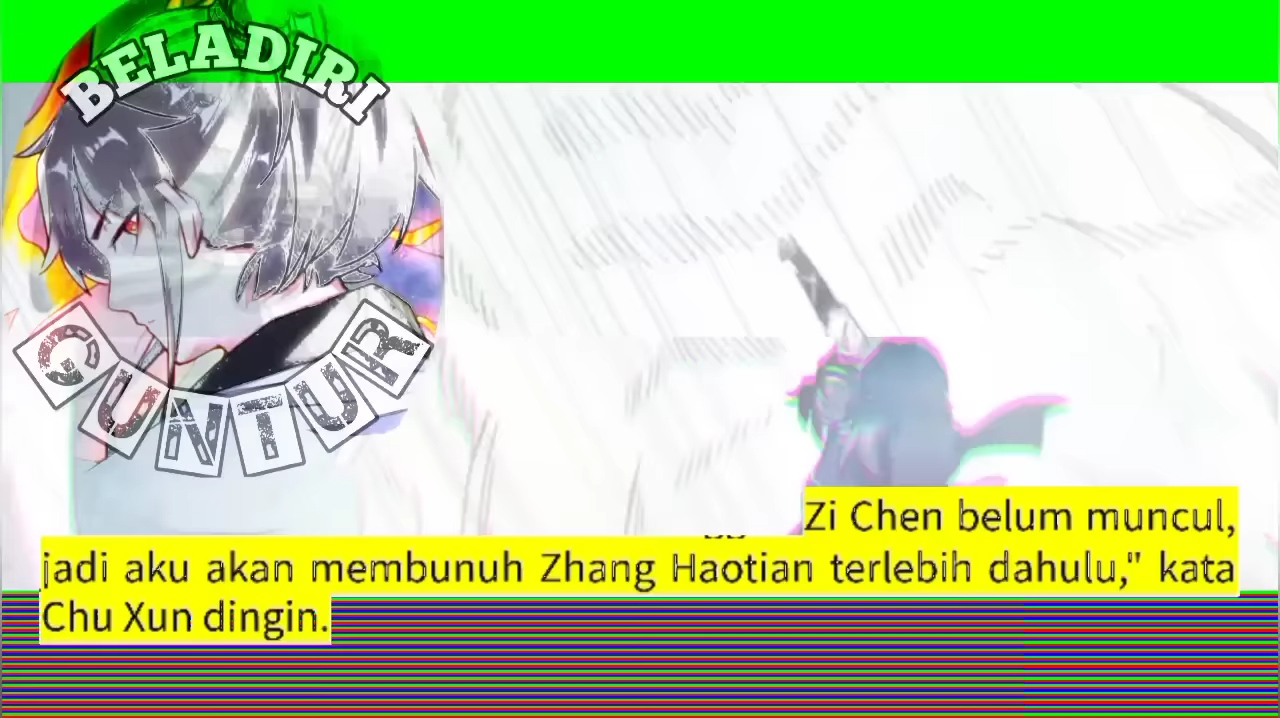 BELADIRI
GUNTUR
Zi Chen belum muncul,
jadi aku akan membunuh Zhang Haotian terlebih dahulu," kata
Chu Xun dingin.